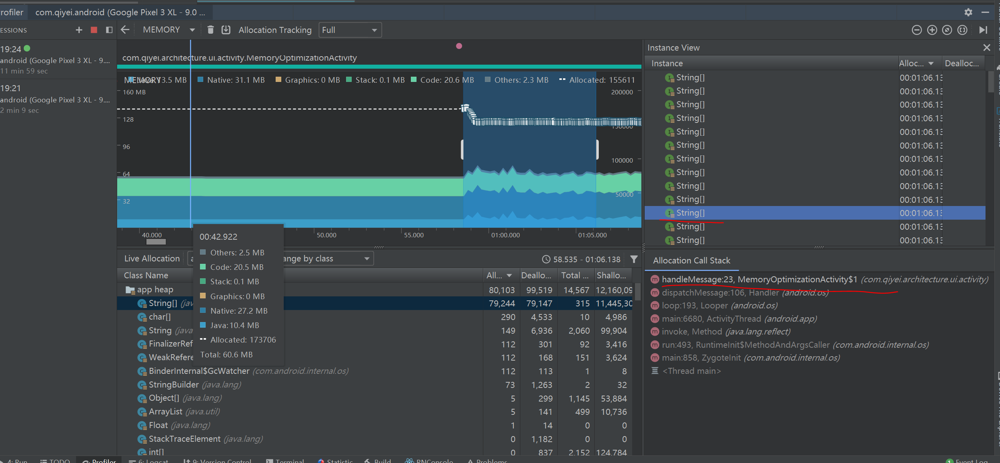 rofiler
com.qiyei.android (Google Pixel 3 XL - 9.0 ...
ESSIONS
MEMORY
Allocation Tracking
Full
19:24
android (Google Pixel 3 XL - 9....
11 min 59 sec
19:21
android (Google Pixel 3 XL - 9....
2 min 9 sec
com.qiyei.architecture.ui.activity.MemoryOptimizationActivity
MEMORY
13.5 MB
Native: 31.1 MB
Graphics: 0 MB
Stack: 0.1 MB
Code: 20.6 MB
Others: 2.3 MB
Allocated: 155611
160 MB
200000
128
150000
96
100000
64
50000
32
40.000
50.000
55.000
01:00.000
01:05.000
00:42.922
Others: 2.5 MB
Code: 20.5 MB
Stack: 0.1 MB
Graphics: 0 MB
Native: 27.2 MB
Java: 10.4 MB
Allocated: 173706
Total: 60.6 MB
Live Allocation
ange by class
58.535 - 01:06.138
Class Name
All...
Deallo...
Total ...
Shallo...
app heap
80,103
99,519
14,567
12,160,09
String[] (jav
79,244
79,147
315
11,445,30
char[]
290
4,533
10
4,986
String (java.
149
6,936
2,060
99,904
FinalizerRef
112
301
92
3,416
WeakRefere
112
168
151
3,624
BinderInternal$GcWatcher (com.android.internal.os)
112
113
1
8
StringBuilder (java.lang)
73
1,263
2
32
Object[] (java.lang)
5
299
1,145
53,884
ArrayList (java.util)
5
141
499
10,736
Float (java.lang)
1
14
0
0
StackTraceElement (java.lang)
0
1,182
0
0
int[]
0
837
2,152
124,784
Instance View
Instance
Alloc...
Dealloc...
String[]
00:01:06.13
String[]
00:01:06.13
String[]
00:01:06.13
String[]
00:01:06.13
String[]
00:01:06.13
String[]
00:01:06.13
String[]
00:01:06.13
String[]
00:01:06.13
String[]
00:01:06.13
String[]
00:01:06.13
String[]
00:01:06.13
String[]
00:01:06.13
String[]
00:01:06.13
Allocation Call Stack
handleMessage:23, MemoryOptimizationActivity$1 (com.qiyei.architecture.ui.activity)
dispatchMessage:106, Handler (android.os)
loop:193, Looper (android.os)
main:6680, ActivityThread (android.app)
invoke, Method (java.lang.reflect)
run:493, RuntimeInit$MethodAndArgsCaller (com.android.internal.os)
main:858, ZygoteInit (com.android.internal.os)
<Thread main>
4: Run
TODO
Profiler
6: Logcat
9: Version Control
Terminal
Statistic
Build
RNConsole
Problems
1
Event Log